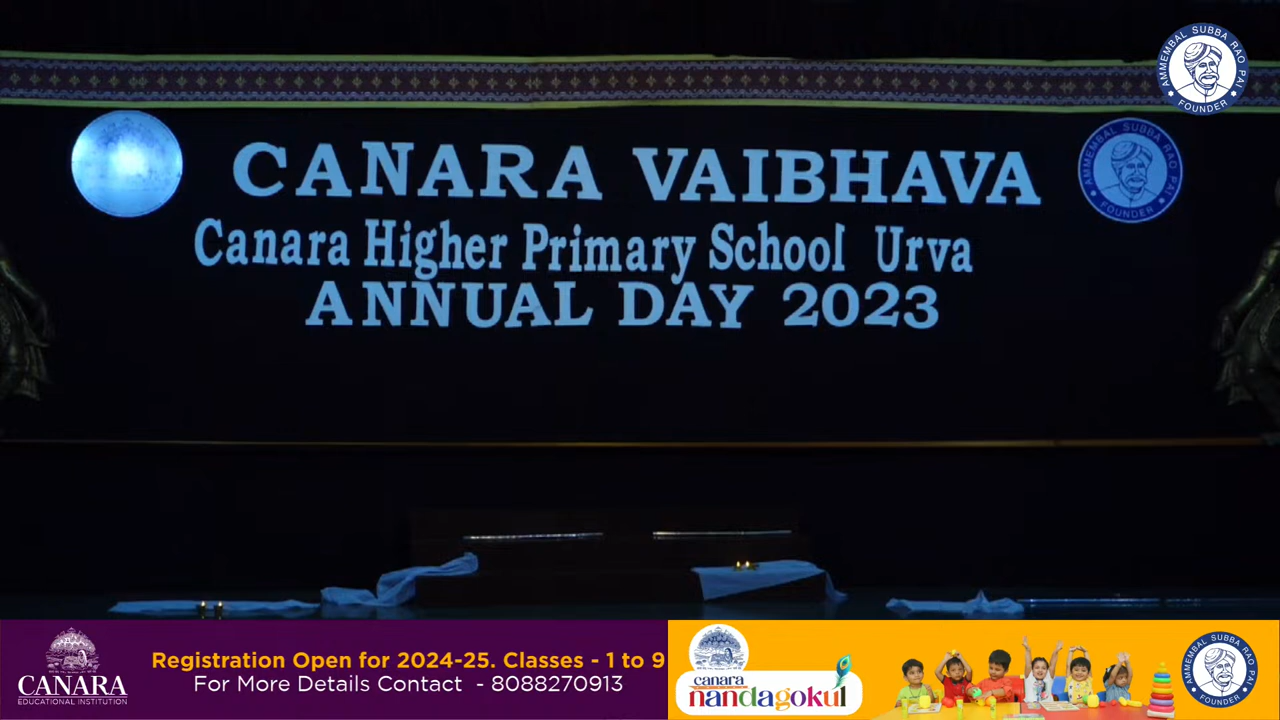 AMMEMBAL SUBBA RAO PAI
FOUNDER
CANARA VAIBHAVA
AMMEMBAL SUBBA RAO PAI
FOUNDER
Canara Higher Primary School Urva
ANNUAL DAY 2023
CANARA
EDUCATIONAL INSTITUTION
Registration Open for 2024-25. Classes - 1 to 9
For More Details Contact - 8088270913
canara
nandagokul
AMMEMBAL SUBBA RAO PAI
FOUNDER